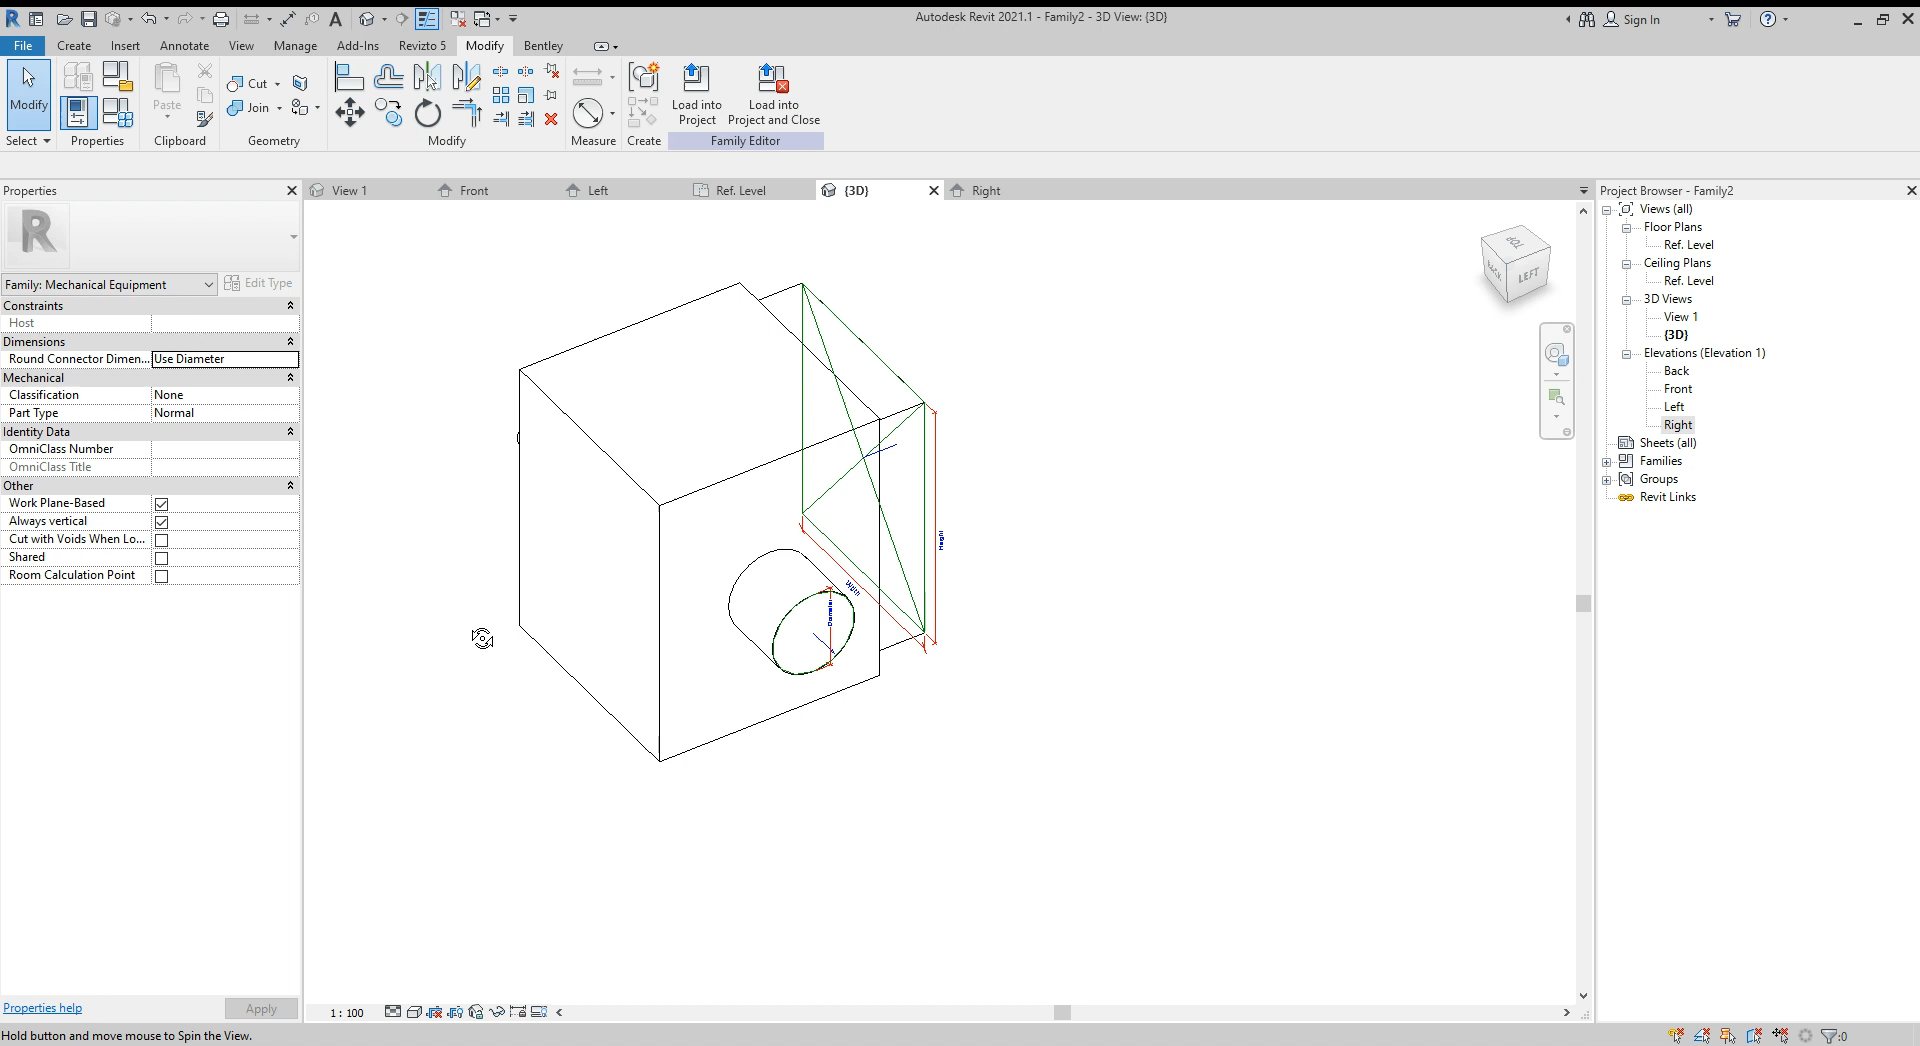 Autodesk Revit 2021.1 - Family2 - 3D View: {3D}
Sign In
File Create Insert Annotate View Manage Add-Ins Revizto 5 Modify Bentley
Modify
Paste
Cut
Join
Load into Project
Load into Project and Close
Select Properties Clipboard Geometry Modify Measure Create Family Editor
Properties
View 1 Front Left Ref. Level {3D} Right
Project Browser - Family2
R
Family: Mechanical Equipment Edit Type
Constraints
Host
Dimensions
Round Connector Dimen... Use Diameter
Mechanical
Classification None
Part Type Normal
Identity Data
OmniClass Number
OmniClass Title
Other
Work Plane-Based
Always vertical
Cut with Voids When Lo...
Shared
Room Calculation Point
Properties help Apply
TOP
BACK
LEFT
Height
Width
Diameter
Views (all)
Floor Plans
Ref. Level
Ceiling Plans
Ref. Level
3D Views
View 1
{3D}
Elevations (Elevation 1)
Back
Front
Left
Right
Sheets (all)
Families
Groups
Revit Links
1 : 100
Hold button and move mouse to Spin the View.
:0